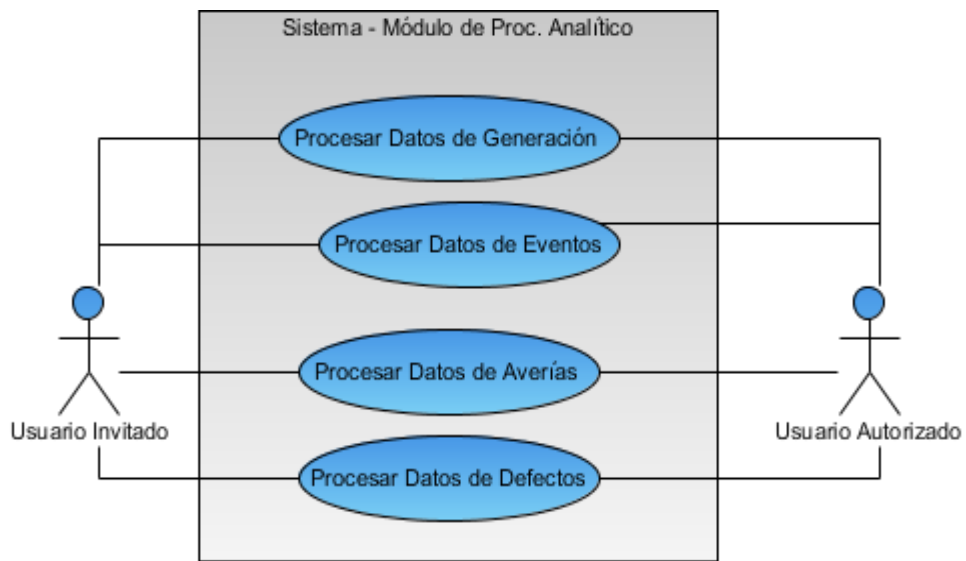 Sistema - Módulo de Proc. Analítico
Procesar Datos de Generación
Procesar Datos de Eventos
Procesar Datos de Averías
Usuario Invitado
Usuario Autorizado
Procesar Datos de Defectos